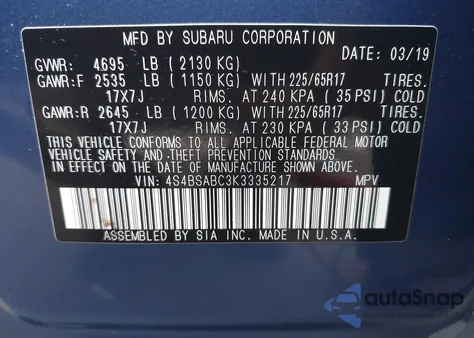 MFD BY SUBARU CORPORATION
GVWR: 4695 LB (2130 KG) DATE: 03/19
GAWR:F 2535 LB (1150 KG) WITH 225/65R17 TIRES.
17X7J RIMS. AT 240 KPA (35 PSI) COLD
GAWR:R 2645 LB (1200 KG) WITH 225/65R17 TIRES.
17X7J RIMS. AT 230 KPA (33 PSI) COLD
THIS VEHICLE CONFORMS TO ALL APPLICABLE FEDERAL MOTOR
VEHICLE SAFETY AND THEFT PREVENTION STANDARDS
IN EFFECT ON THE DATE OF MANUFACTURE SHOWN ABOVE.
VIN: 4S4BSABC3K3335217 MPV
ASSEMBLED BY SIA INC. MADE IN U.S.A.
autoSnap